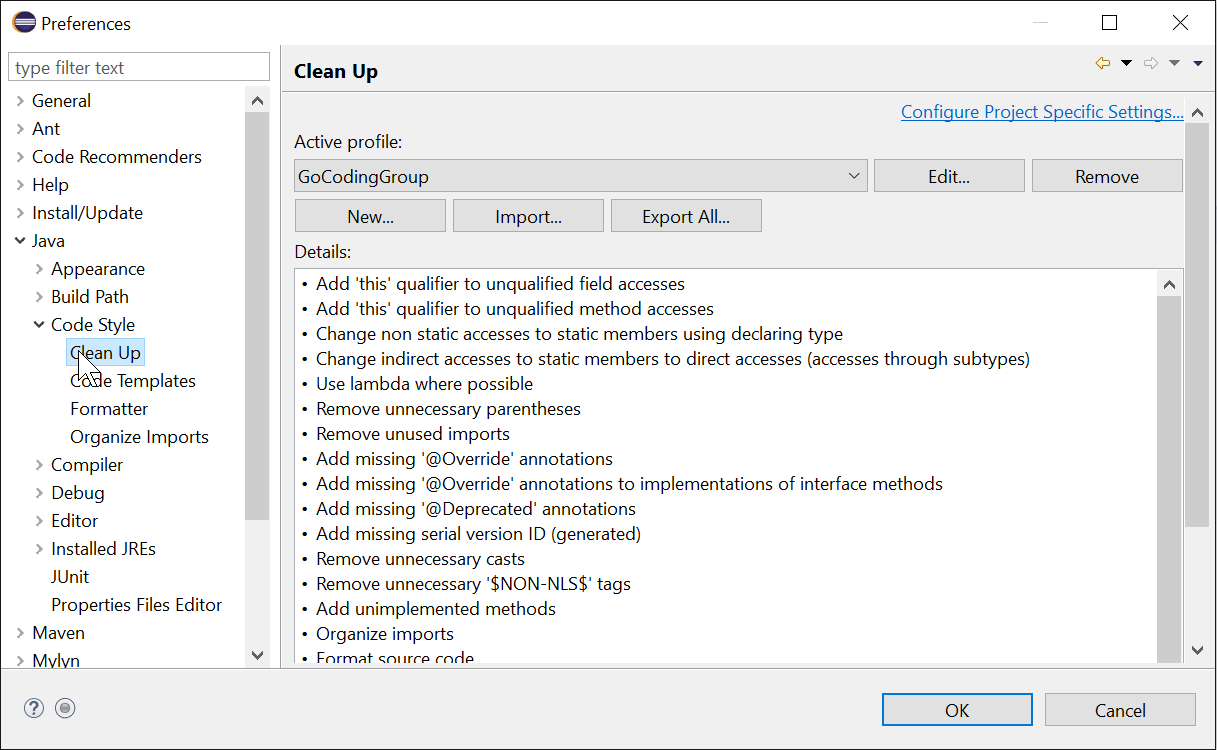 Preferences
type filter text
General
Ant
Code Recommenders
Help
Install/Update
Java
Appearance
Build Path
Code Style
Clean Up
Code Templates
Formatter
Organize Imports
Compiler
Debug
Editor
Installed JREs
JUnit
Properties Files Editor
Maven
Mylyn
Clean Up
Configure Project Specific Settings...
Active profile:
GoCodingGroup
Edit...
Remove
New...
Import...
Export All...
Details:
• Add 'this' qualifier to unqualified field accesses
• Add 'this' qualifier to unqualified method accesses
• Change non static accesses to static members using declaring type
• Change indirect accesses to static members to direct accesses (accesses through subtypes)
• Use lambda where possible
• Remove unnecessary parentheses
• Remove unused imports
• Add missing '@Override' annotations
• Add missing '@Override' annotations to implementations of interface methods
• Add missing '@Deprecated' annotations
• Add missing serial version ID (generated)
• Remove unnecessary casts
• Remove unnecessary '$NON-NLS$' tags
• Add unimplemented methods
• Organize imports
• Format source code
?
OK
Cancel